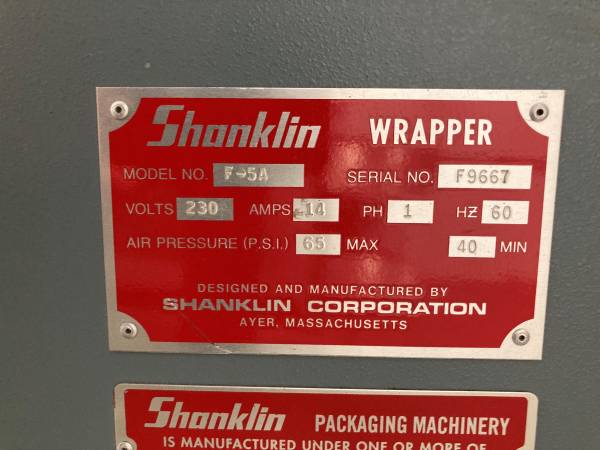 Shanklin WRAPPER
MODEL NO. F-5A SERIAL NO. F9667
VOLTS 230 AMPS 14 PH 1 HZ 60
AIR PRESSURE (P.S.I.) 65 MAX 40 MIN
DESIGNED AND MANUFACTURED BY
SHANKLIN CORPORATION
AYER, MASSACHUSETTS
Shanklin PACKAGING MACHINERY
IS MANUFACTURED UNDER ONE OR MORE OF